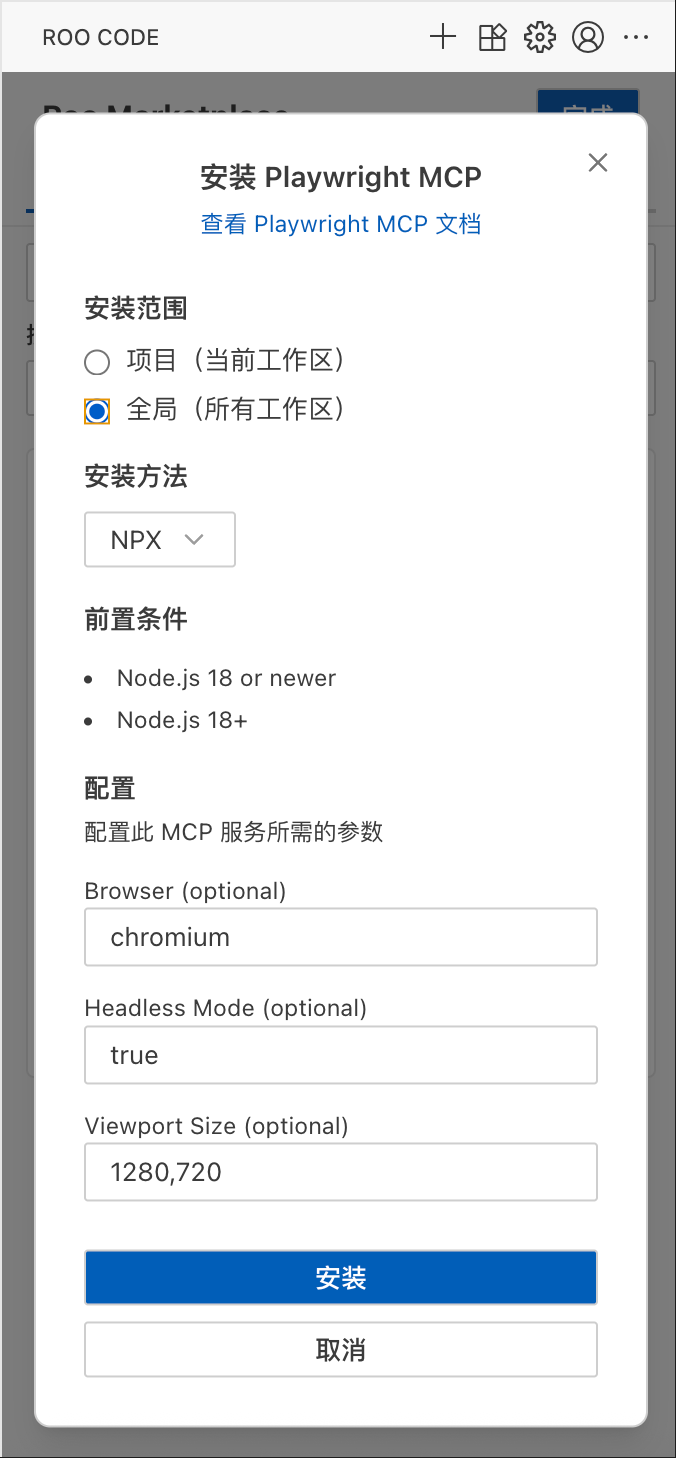 ROO CODE
安装 Playwright MCP
查看 Playwright MCP 文档
安装范围
项目（当前工作区）
全局（所有工作区）
安装方法
NPX
前置条件
• Node.js 18 or newer
• Node.js 18+
配置
配置此 MCP 服务所需的参数
Browser (optional)
chromium
Headless Mode (optional)
true
Viewport Size (optional)
1280,720
安装
取消